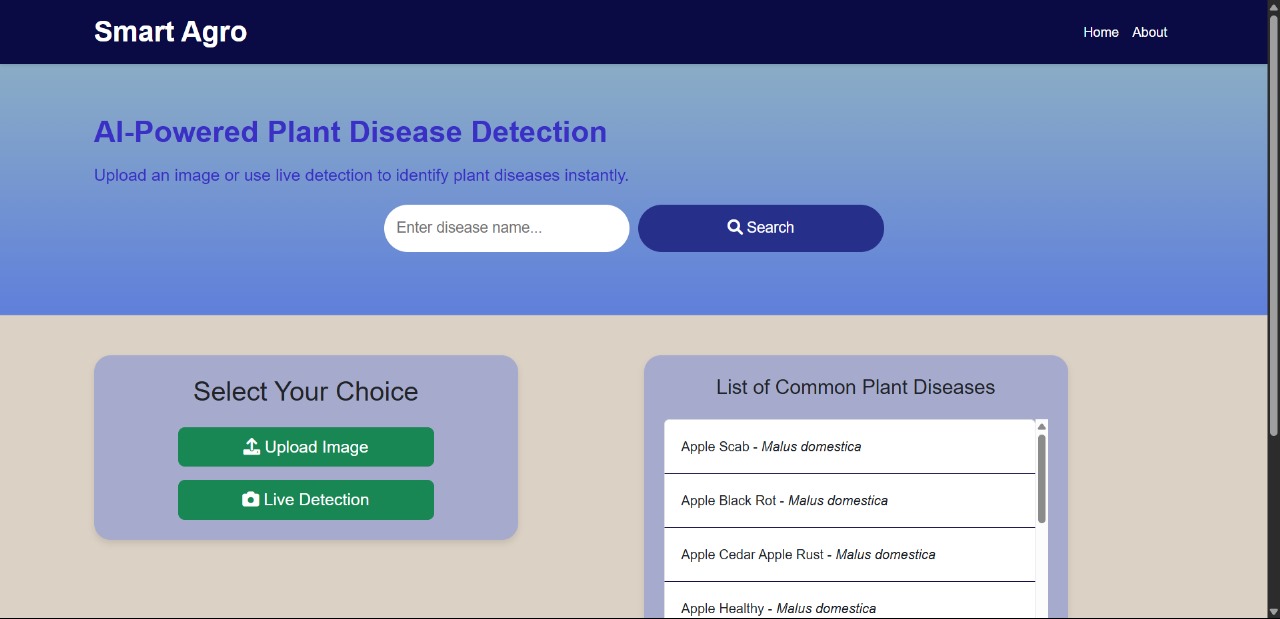 Smart Agro
Home About
AI-Powered Plant Disease Detection
Upload an image or use live detection to identify plant diseases instantly.
Enter disease name...
Search
Select Your Choice
Upload Image
Live Detection
List of Common Plant Diseases
Apple Scab - Malus domestica
Apple Black Rot - Malus domestica
Apple Cedar Apple Rust - Malus domestica
Apple Healthy - Malus domestica